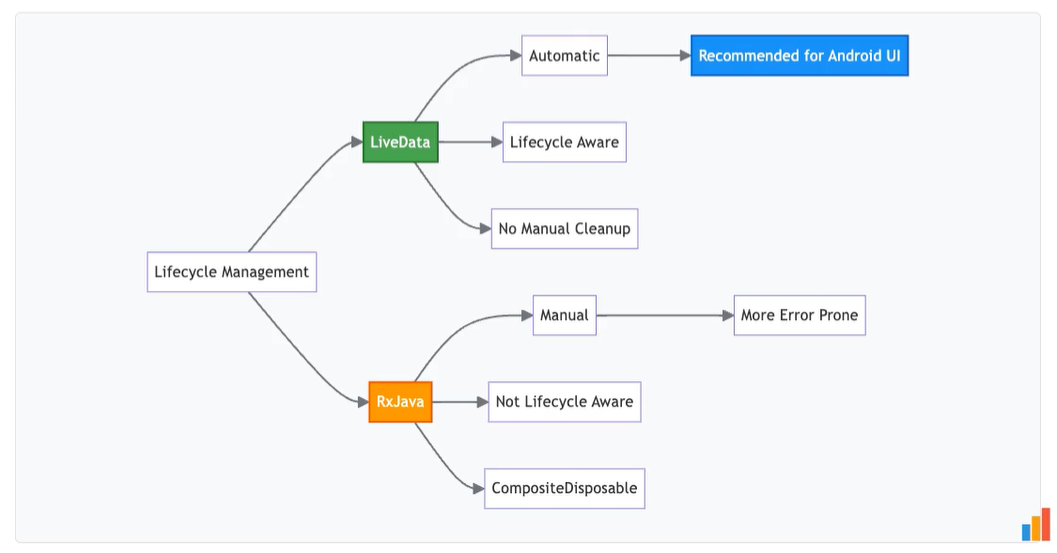 Automatic
Recommended for Android UI
LiveData
Lifecycle Aware
No Manual Cleanup
Lifecycle Management
Manual
More Error Prone
RxJava
Not Lifecycle Aware
CompositeDisposable